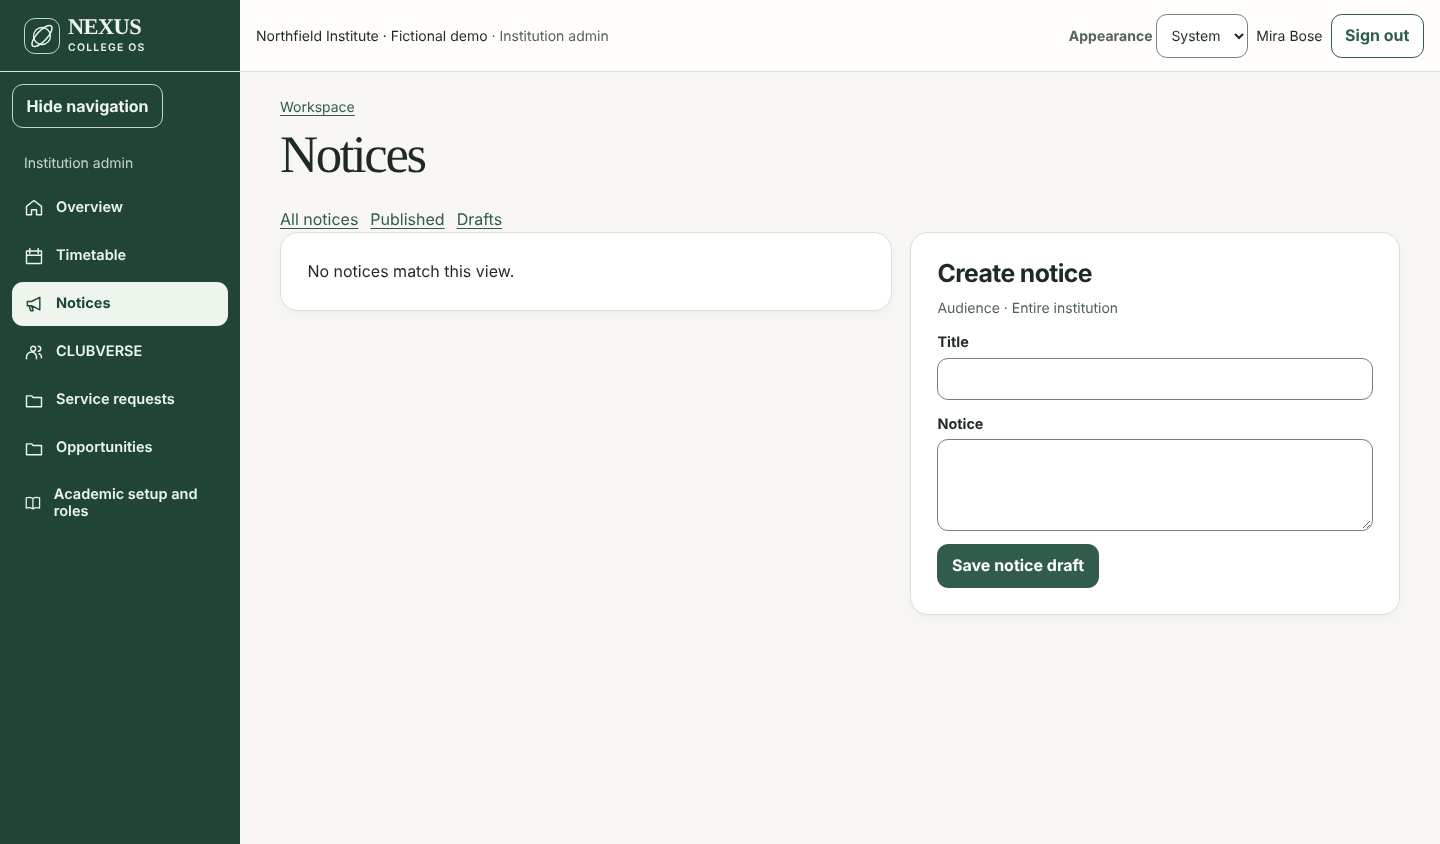 NEXUS
COLLEGE OS
Northfield Institute · Fictional demo · Institution admin
Appearance System Mira Bose Sign out
Hide navigation
Institution admin
Overview
Timetable
Notices
CLUBVERSE
Service requests
Opportunities
Academic setup and
roles
Workspace
Notices
All notices Published Drafts
No notices match this view.
Create notice
Audience · Entire institution
Title
Notice
Save notice draft